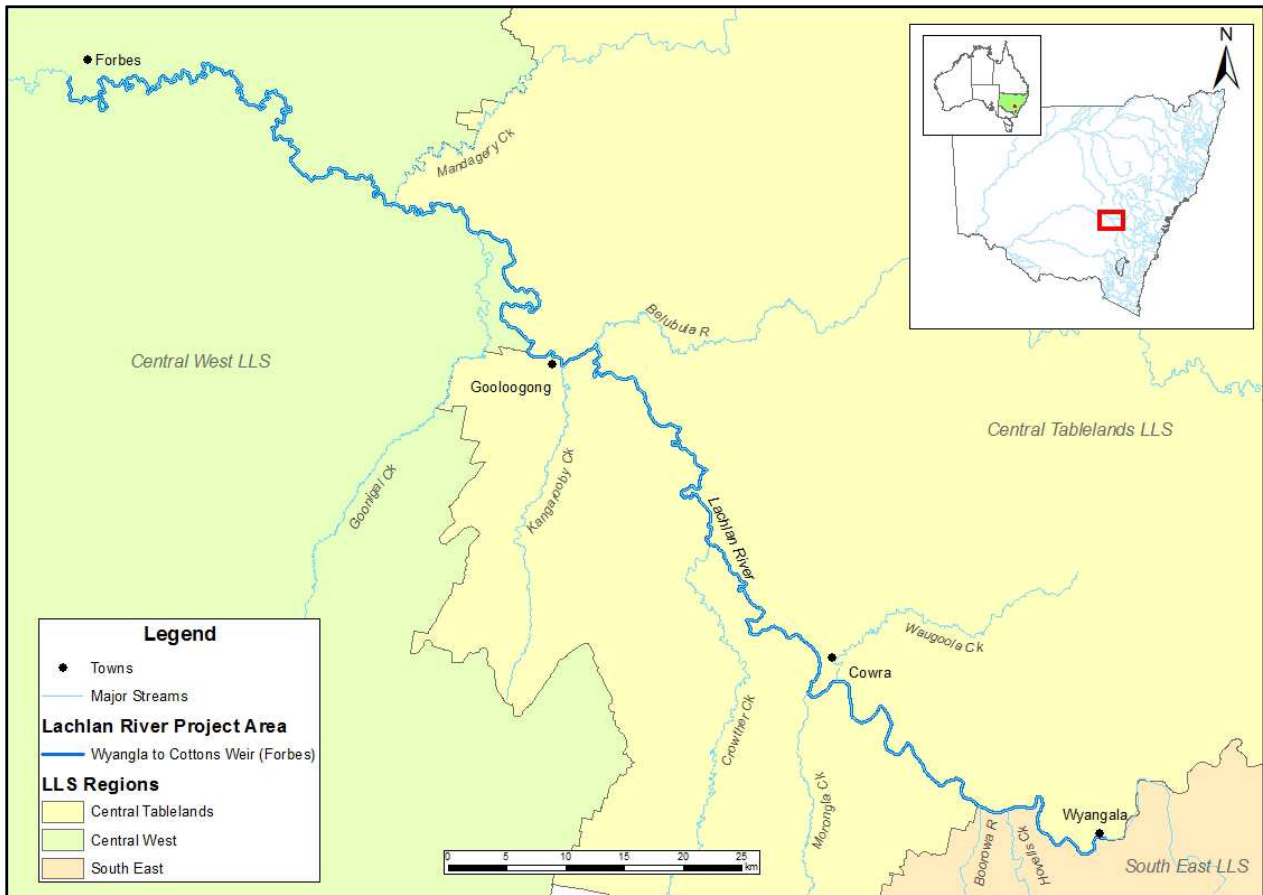 N
Forbes
Mandagery Ck
Belubula R
Central West LLS
Gooloogong
Central Tablelands LLS
Goonigal Ck
Kangarooby Ck
Lachlan River
Waugoola Ck
Cowra
Crowther Ck
Morongla Ck
Wyangala
Boorowa R
Hovells Ck
South East LLS
Legend
Towns
Major Streams
Lachlan River Project Area
Wyangla to Cottons Weir (Forbes)
LLS Regions
Central Tablelands
Central West
South East
0 5 10 15 20 25
km